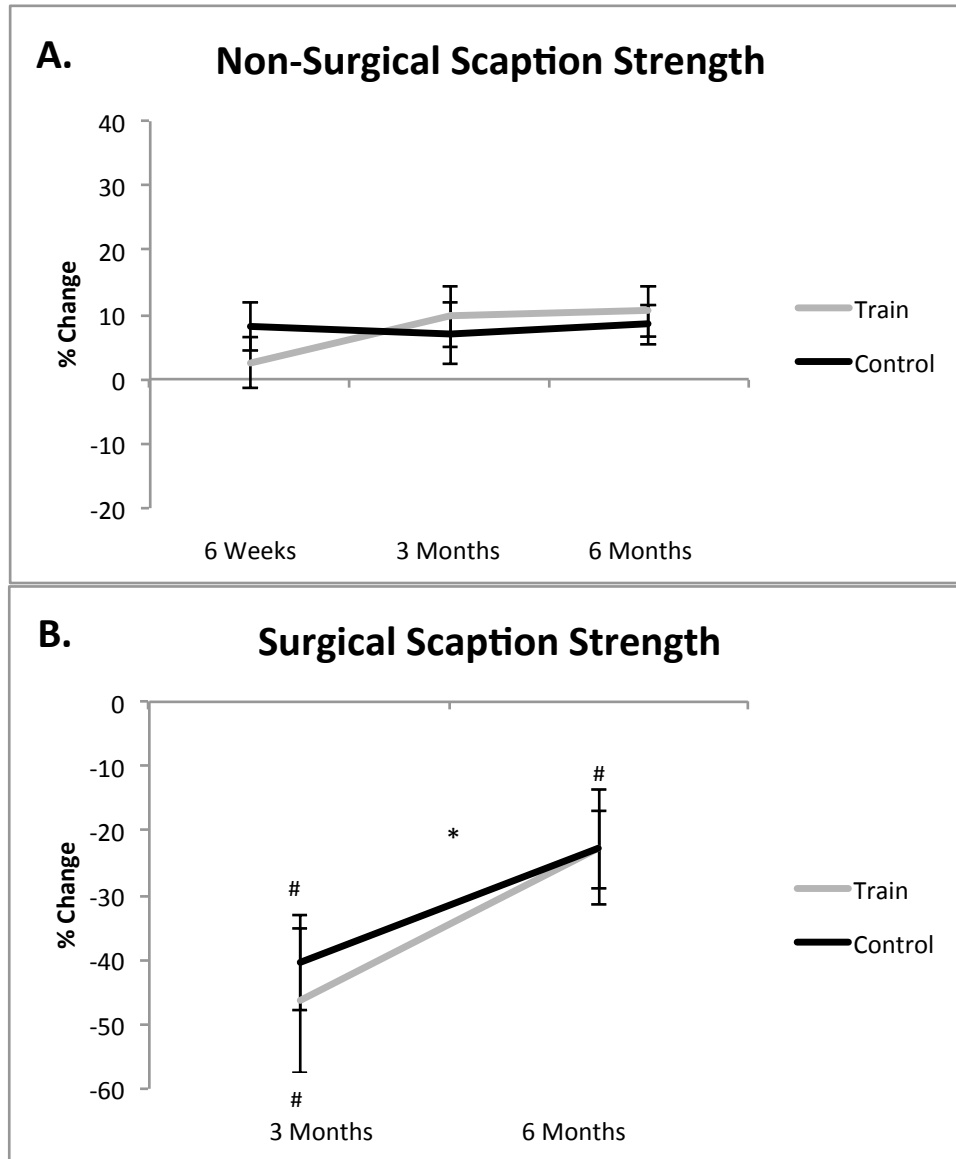 A.
Non-Surgical Scaption Strength
40
30
20
10
0
-10
-20
% Change
6 Weeks 3 Months 6 Months
Train
Control
B.
Surgical Scaption Strength
0
-10
-20
-30
-40
-50
-60
% Change
#
*
#
#
3 Months 6 Months
Train
Control